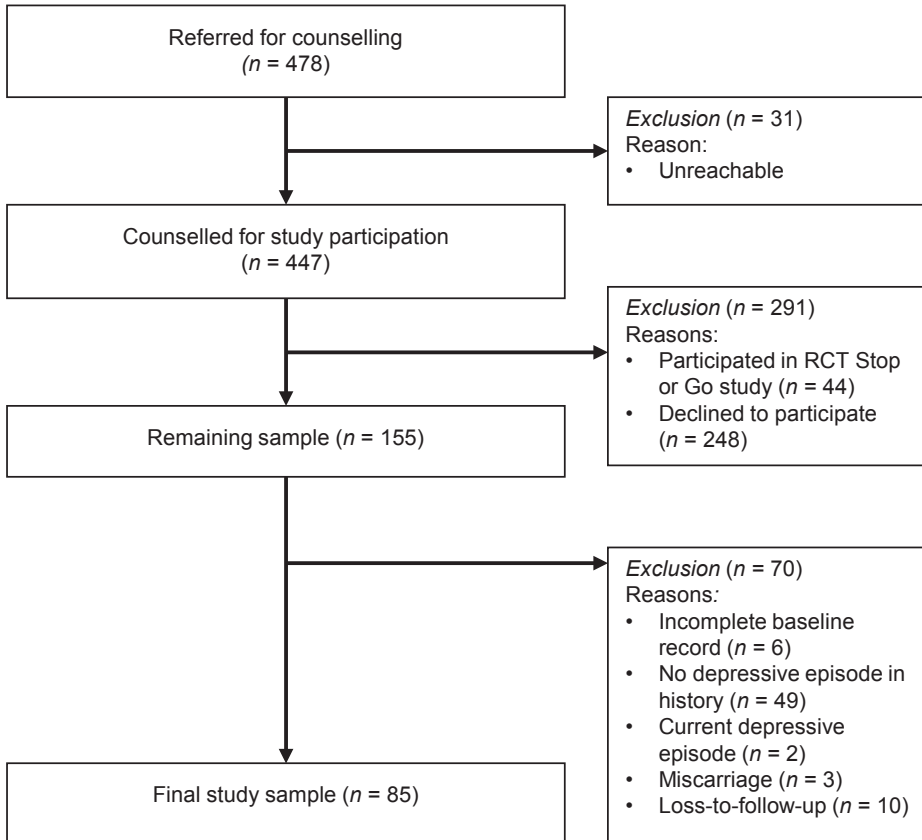 Referred for counselling
(n = 478)
Exclusion (n = 31)
Reason:
• Unreachable
Counselled for study participation
(n = 447)
Exclusion (n = 291)
Reasons:
• Participated in RCT Stop
or Go study (n = 44)
• Declined to participate
(n = 248)
Remaining sample (n = 155)
Exclusion (n = 70)
Reasons:
• Incomplete baseline
record (n = 6)
• No depressive episode in
history (n = 49)
• Current depressive
episode (n = 2)
• Miscarriage (n = 3)
• Loss-to-follow-up (n = 10)
Final study sample (n = 85)